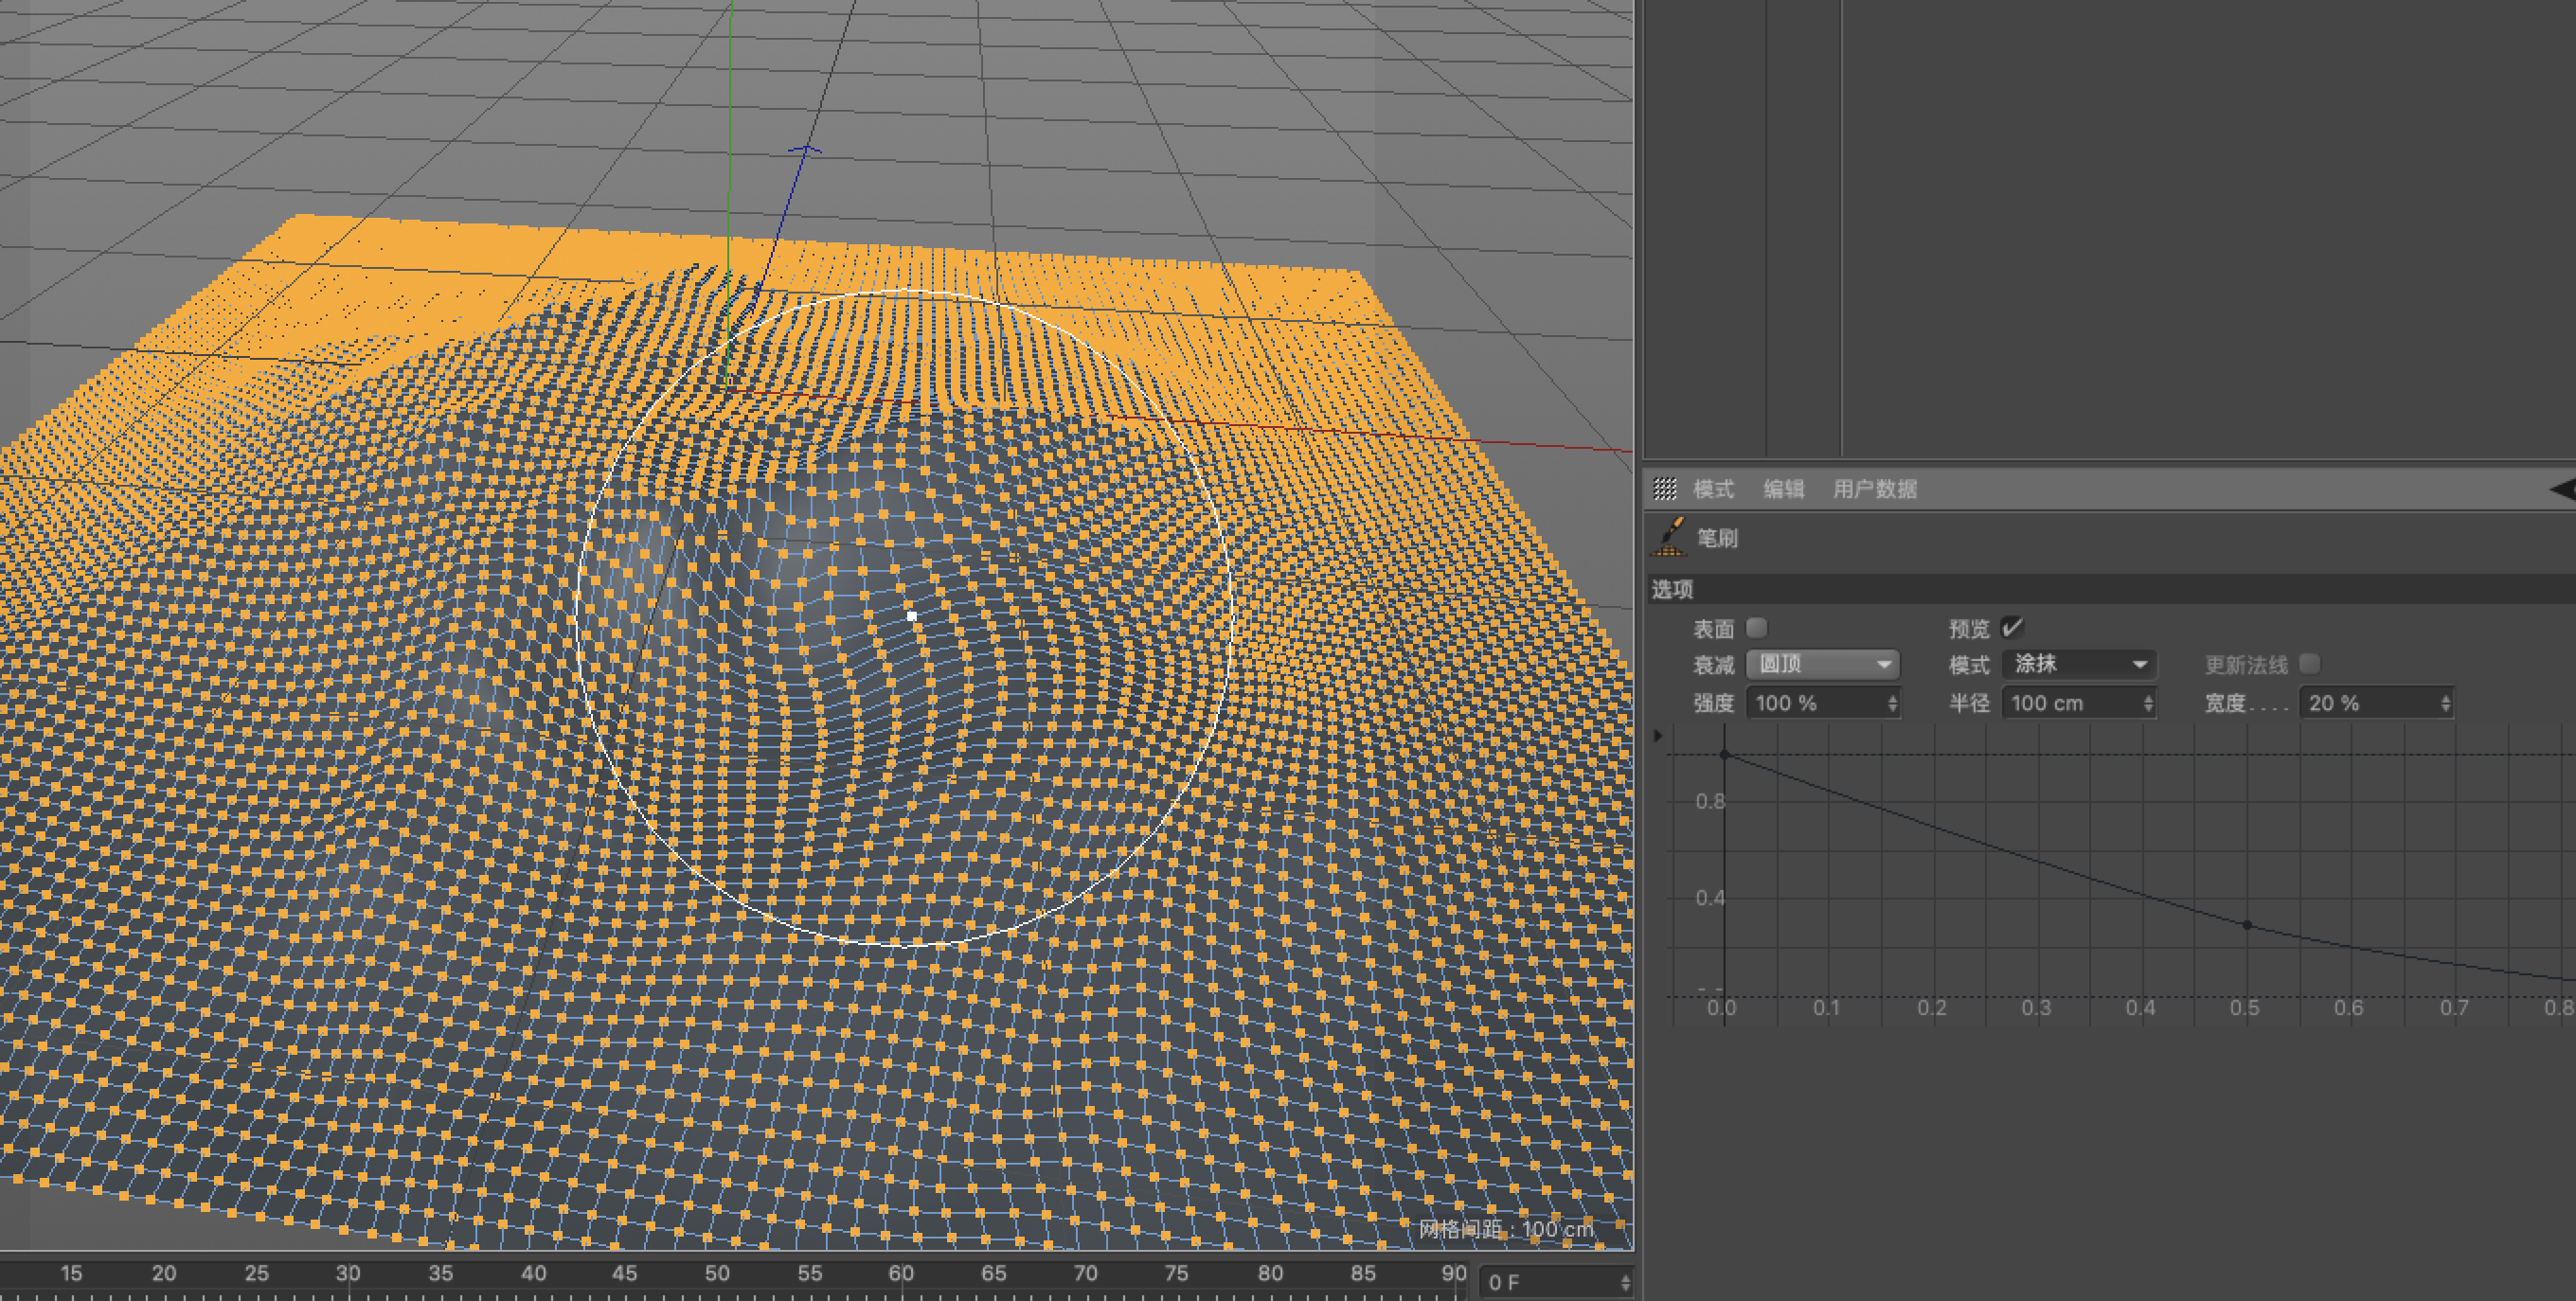 模式 编辑 用户数据
笔刷
选项
表面 预览
衰减 圆顶 模式 涂抹 更新法线
强度 100 % 半径 100 cm 宽度.... 20 %
0.8
0.4
0.0 0.1 0.2 0.3 0.4 0.5 0.6 0.7 0.8
网格间距 : 100 cm
15 20 25 30 35 40 45 50 55 60 65 70 75 80 85 90 0 F